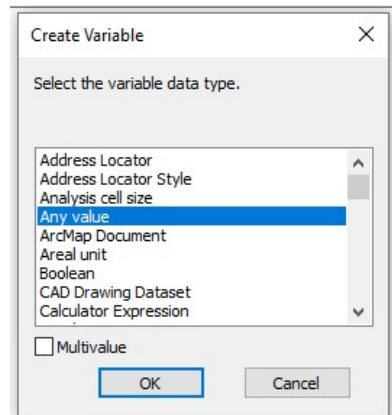 Create Variable
Select the variable data type.
Address Locator
Address Locator Style
Analysis cell size
Any value
ArcMap Document
Areal unit
Boolean
CAD Drawing Dataset
Calculator Expression
Multivalue
OK
Cancel